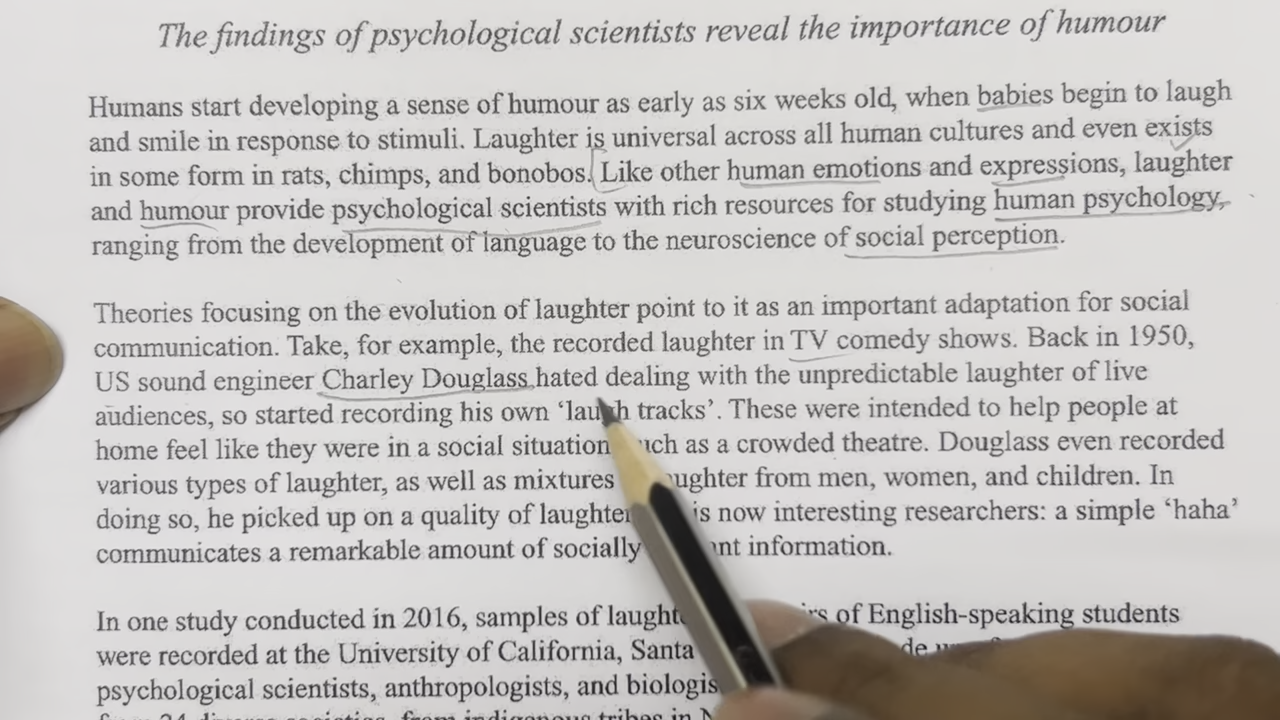 The findings of psychological scientists reveal the importance of humour
Humans start developing a sense of humour as early as six weeks old, when babies begin to laugh
and smile in response to stimuli. Laughter is universal across all human cultures and even exists
in some form in rats, chimps, and bonobos. Like other human emotions and expressions, laughter
and humour provide psychological scientists with rich resources for studying human psychology,
ranging from the development of language to the neuroscience of social perception.
Theories focusing on the evolution of laughter point to it as an important adaptation for social
communication. Take, for example, the recorded laughter in TV comedy shows. Back in 1950,
US sound engineer Charley Douglass hated dealing with the unpredictable laughter of live
audiences, so started recording his own ‘laugh tracks’. These were intended to help people at
home feel like they were in a social situation as a crowded theatre. Douglass even recorded
various types of laughter, as well as mixtures laughter from men, women, and children. In
doing so, he picked up on a quality of laughter is now interesting researchers: a simple ‘haha’
communicates a remarkable amount of socially information.
In one study conducted in 2016, samples of of English-speaking students
were recorded at the University of California, Santa
psychological scientists, anthropologists, and
from 24 diverse societies, from indigenous tribes in